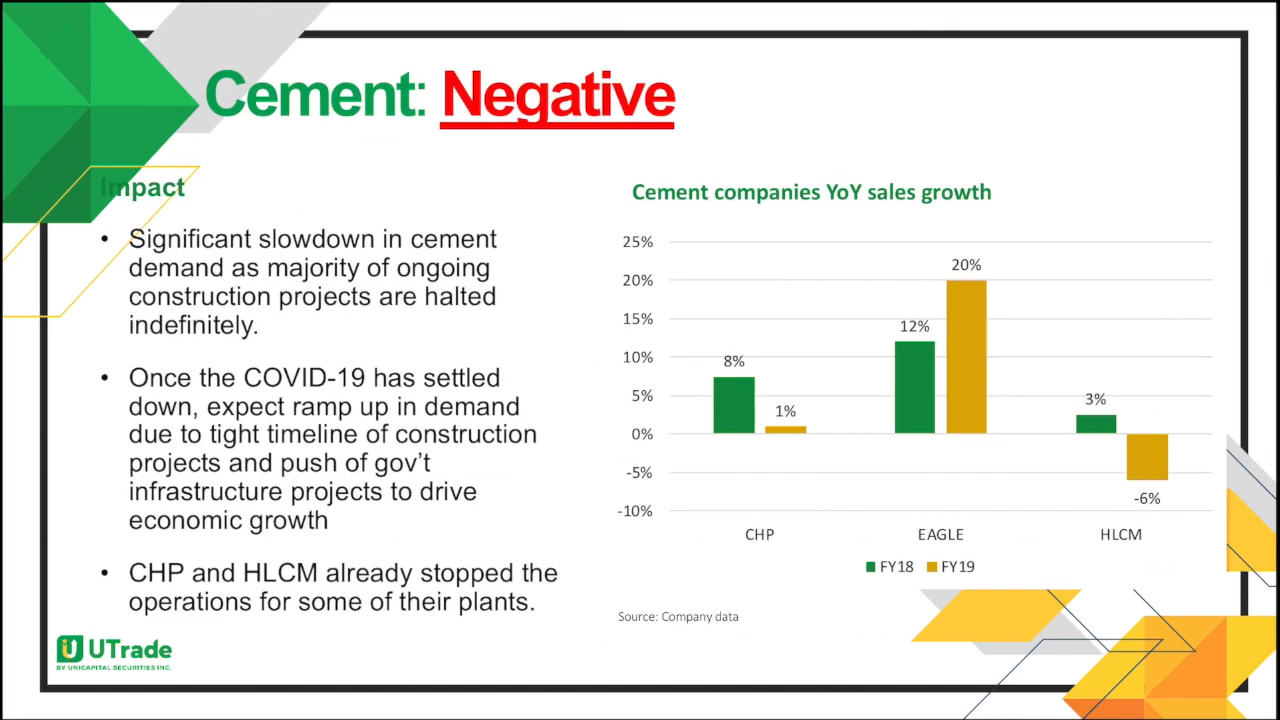 Cement: Negative
Impact
• Significant slowdown in cement
demand as majority of ongoing
construction projects are halted
indefinitely.
• Once the COVID-19 has settled
down, expect ramp up in demand
due to tight timeline of construction
projects and push of gov't
infrastructure projects to drive
economic growth
• CHP and HLCM already stopped the
operations for some of their plants.
UTrade
BY UNICAPITAL SECURITIES INC.
Cement companies YoY sales growth
25%
20%
15%
10%
5%
0%
-5%
-10%
8%
1%
12%
20%
3%
-6%
CHP
EAGLE
HLCM
FY18
FY19
Source: Company data